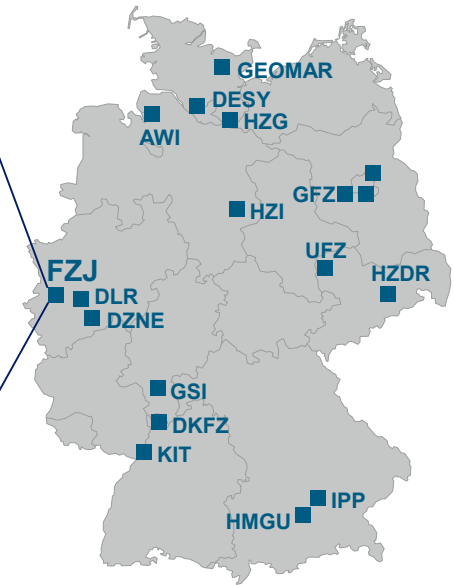 GEOMAR
DESY
HZG
AWI
GFZ
HZI
UFZ
HZDR
FZJ
DLR
DZNE
GSI
DKFZ
KIT
IPP
HMGU